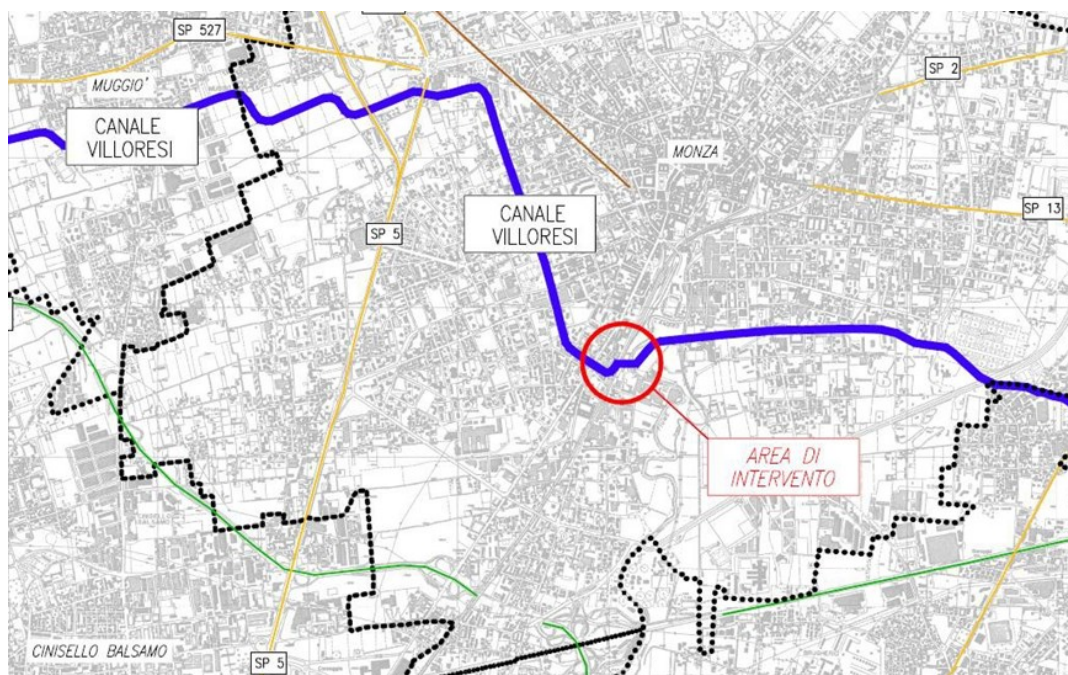 SP 527
MUGGIO'
SP 2
CANALE
VILLORESI
MONZA
CANALE
VILLORESI
SP 13
SP 5
AREA DI
INTERVENTO
CINISELLO BALSAMO
SP 5